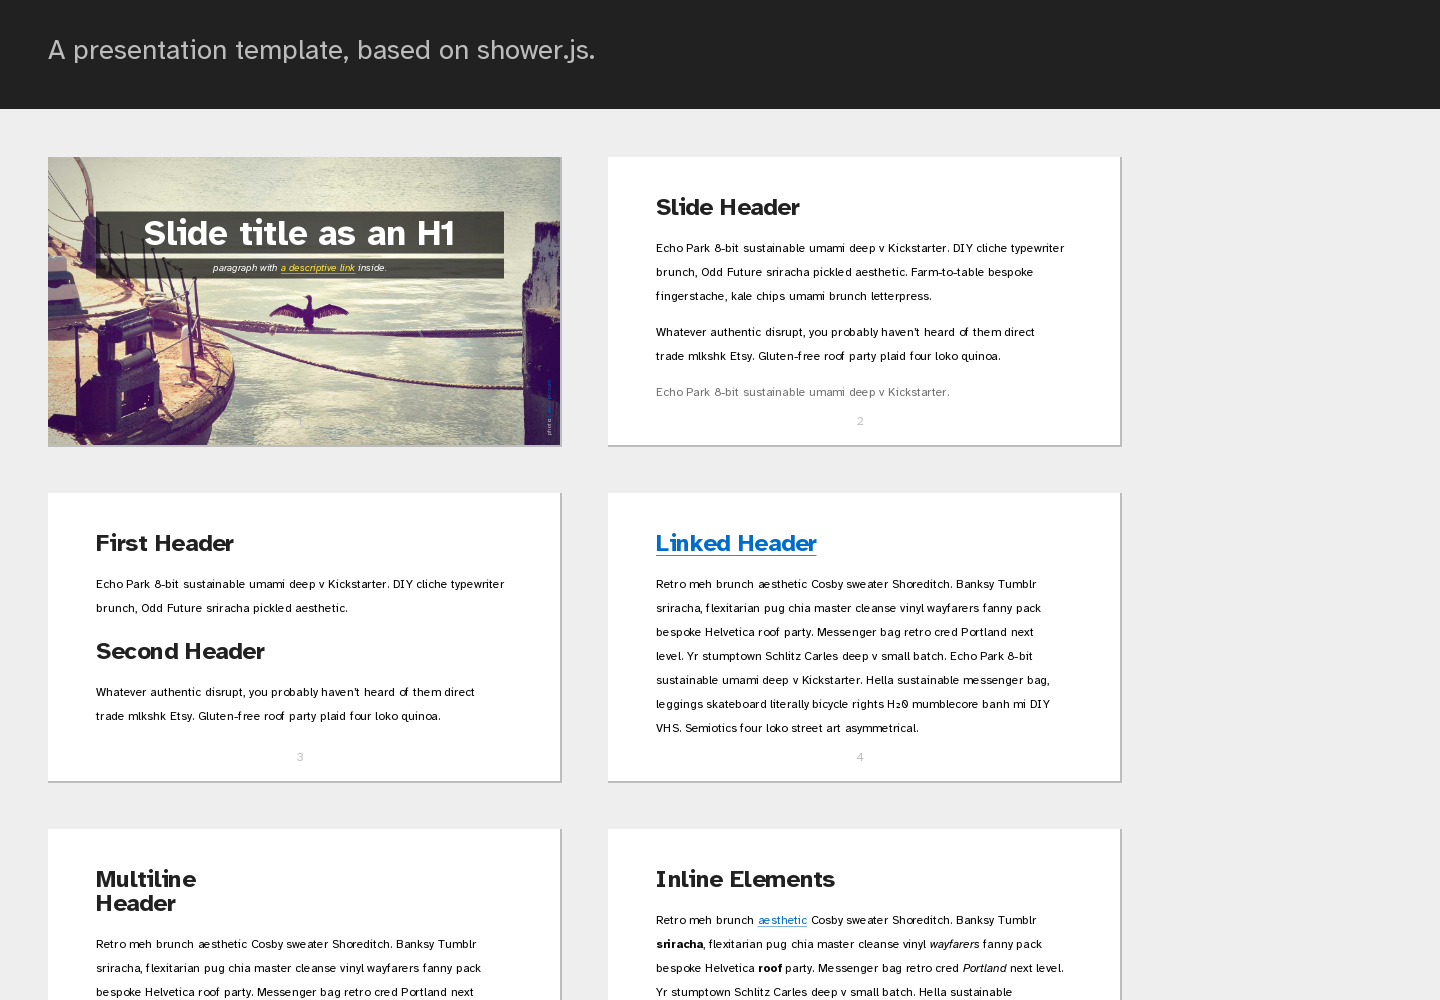 A presentation template, based on shower.js.
Slide title as an H1
paragraph with a descriptive link inside.
photo
Slide Header
Echo Park 8-bit sustainable umami deep v Kickstarter. DIY cliche typewriter
brunch, Odd Future sriracha pickled aesthetic. Farm-to-table bespoke
fingerstache, kale chips umami brunch letterpress.
Whatever authentic disrupt, you probably haven't heard of them direct
trade mlkshk Etsy. Gluten-free roof party plaid four loko quinoa.
Echo Park 8-bit sustainable umami deep v Kickstarter.
2
First Header
Echo Park 8-bit sustainable umami deep v Kickstarter. DIY cliche typewriter
brunch, Odd Future sriracha pickled aesthetic.
Second Header
Whatever authentic disrupt, you probably haven't heard of them direct
trade mlkshk Etsy. Gluten-free roof party plaid four loko quinoa.
3
Linked Header
Retro meh brunch aesthetic Cosby sweater Shoreditch. Banksy Tumblr
sriracha, flexitarian pug chia master cleanse vinyl wayfarers fanny pack
bespoke Helvetica roof party. Messenger bag retro cred Portland next
level. Yr stumptown Schlitz Carles deep v small batch. Echo Park 8-bit
sustainable umami deep v Kickstarter. Hella sustainable messenger bag,
leggings skateboard literally bicycle rights H₂0 mumblecore banh mi DIY
VHS. Semiotics four loko street art asymmetrical.
4
Multiline
Header
Retro meh brunch aesthetic Cosby sweater Shoreditch. Banksy Tumblr
sriracha, flexitarian pug chia master cleanse vinyl wayfarers fanny pack
bespoke Helvetica roof party. Messenger bag retro cred Portland next
Inline Elements
Retro meh brunch aesthetic Cosby sweater Shoreditch. Banksy Tumblr
sriracha, flexitarian pug chia master cleanse vinyl wayfarers fanny pack
bespoke Helvetica roof party. Messenger bag retro cred Portland next level.
Yr stumptown Schlitz Carles deep v small batch. Hella sustainable